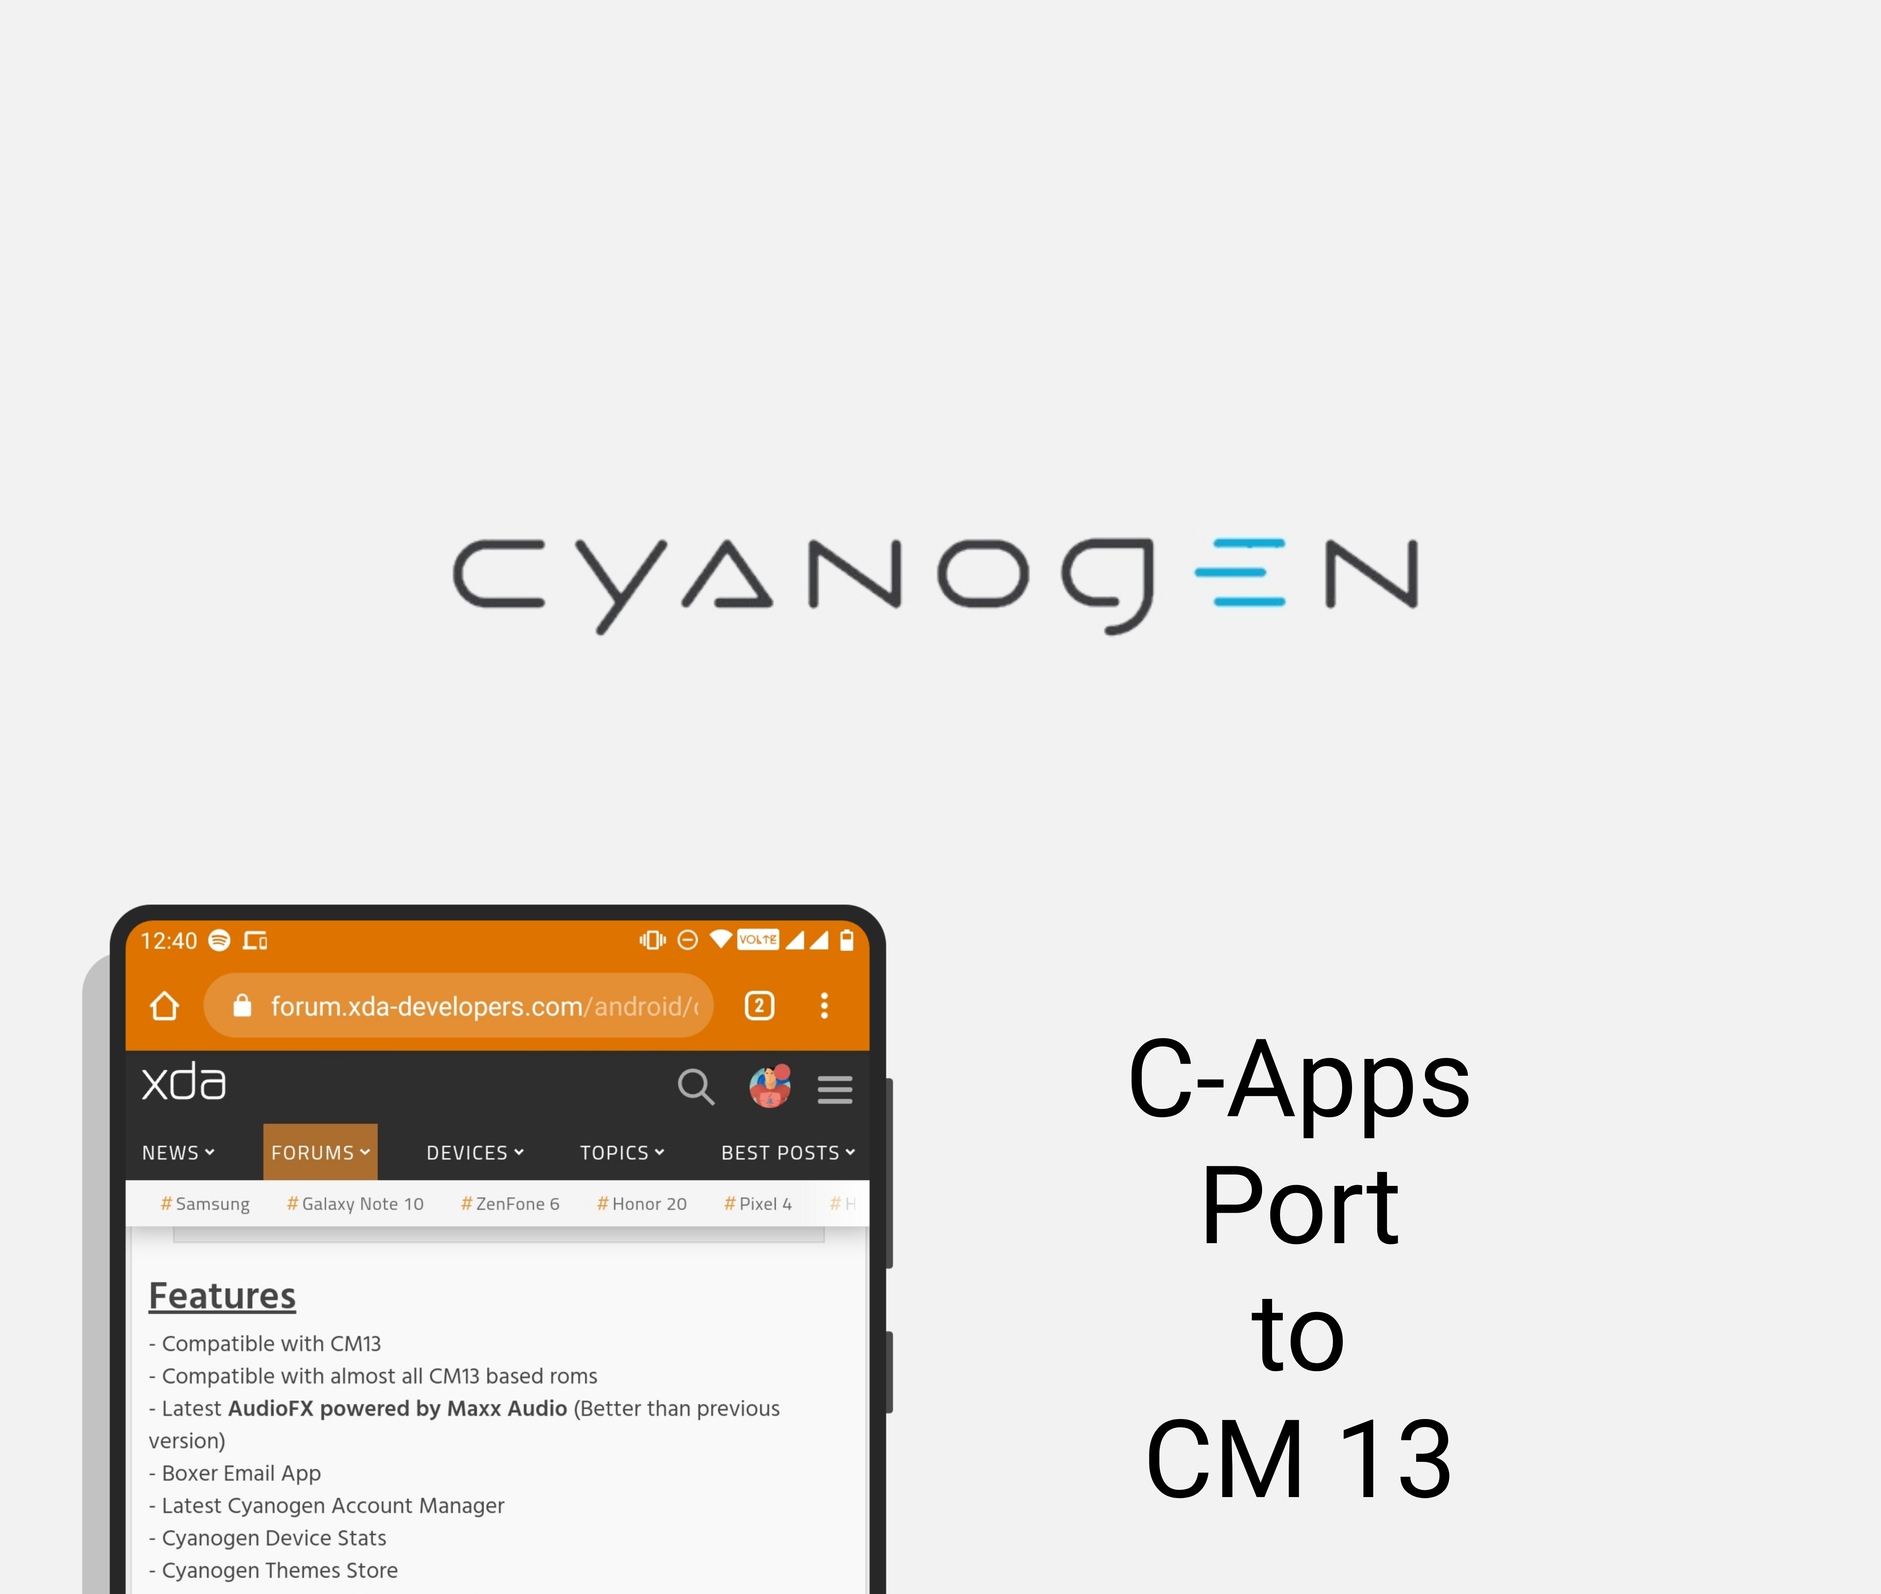 CYANOGEN
12:40
VOLTE
forum.xda-developers.com/android/
2
xda
NEWS
FORUMS
DEVICES
TOPICS
BEST POSTS
#Samsung
#Galaxy Note 10
#ZenFone 6
#Honor 20
#Pixel 4
#H
Features
- Compatible with CM13
- Compatible with almost all CM13 based roms
- Latest AudioFX powered by Maxx Audio (Better than previous
version)
- Boxer Email App
- Latest Cyanogen Account Manager
- Cyanogen Device Stats
- Cyanogen Themes Store
C-Apps
Port
to
CM 13